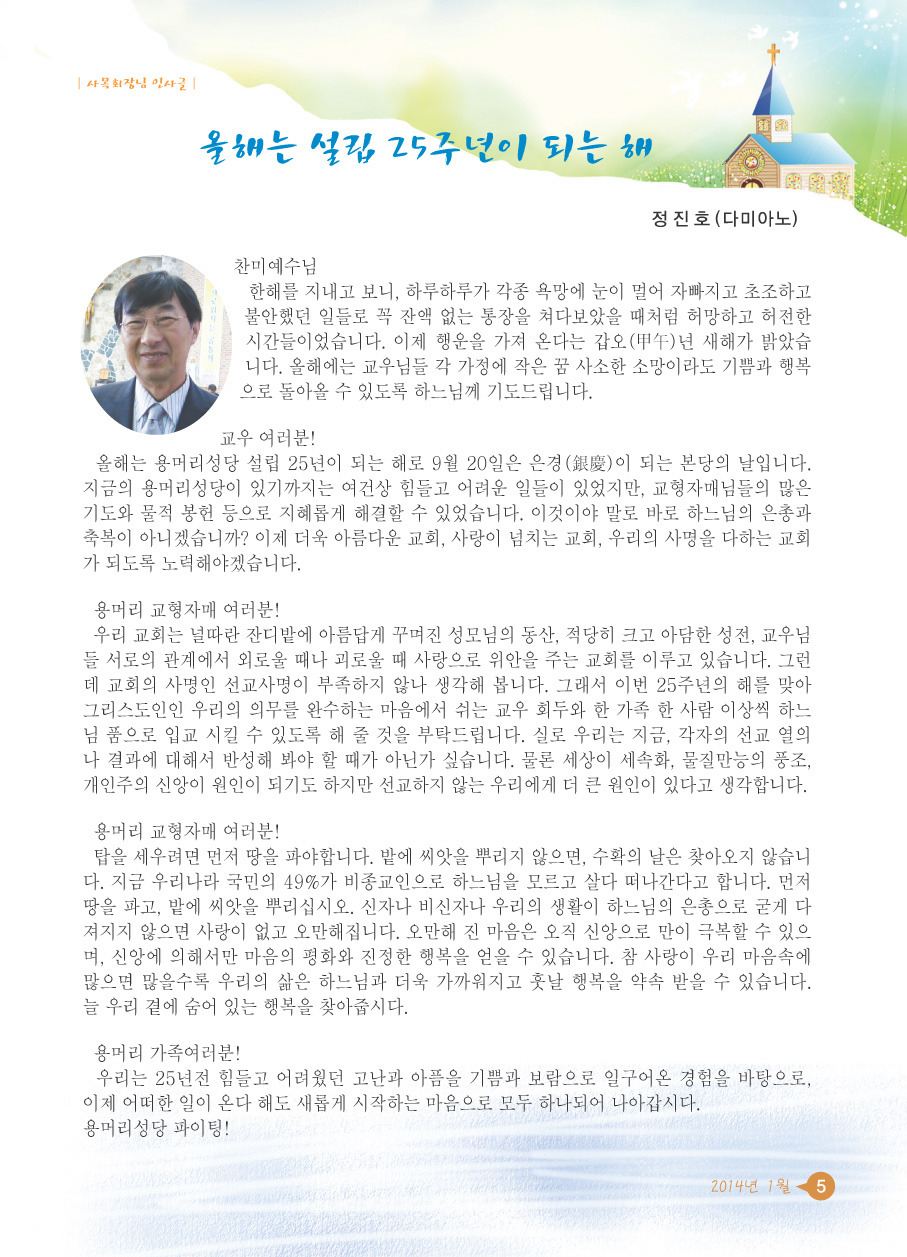 | 사목회장님 인사글 |
올해는 설립 25주년이 되는 해
정 진 호 (다미아노)
찬미예수님
한해를 지내고 보니, 하루하루가 각종 욕망에 눈이 멀어 자빠지고 초조하고
불안했던 일들로 꼭 잔액 없는 통장을 쳐다보았을 때처럼 허망하고 허전한
시간들이었습니다. 이제 행운을 가져 온다는 갑오(甲午)년 새해가 밝았습
니다. 올해에는 교우님들 각 가정에 작은 꿈 사소한 소망이라도 기쁨과 행복
으로 돌아올 수 있도록 하느님께 기도드립니다.
교우 여러분!
올해는 용머리성당 설립 25년이 되는 해로 9월 20일은 은경(銀慶)이 되는 본당의 날입니다.
지금의 용머리성당이 있기까지는 여건상 힘들고 어려운 일들이 있었지만, 교형자매님들의 많은
기도와 물적 봉헌 등으로 지혜롭게 해결할 수 있었습니다. 이것이야 말로 바로 하느님의 은총과
축복이 아니겠습니까? 이제 더욱 아름다운 교회, 사랑이 넘치는 교회, 우리의 사명을 다하는 교회
가 되도록 노력해야겠습니다.
용머리 교형자매 여러분!
우리 교회는 널따란 잔디밭에 아름답게 꾸며진 성모님의 동산, 적당히 크고 아담한 성전, 교우님
들 서로의 관계에서 외로울 때나 괴로울 때 사랑으로 위안을 주는 교회를 이루고 있습니다. 그런
데 교회의 사명인 선교사명이 부족하지 않나 생각해 봅니다. 그래서 이번 25주년의 해를 맞아
그리스도인인 우리의 의무를 완수하는 마음에서 쉬는 교우 회두와 한 가족 한 사람 이상씩 하느
님 품으로 입교 시킬 수 있도록 해 줄 것을 부탁드립니다. 실로 우리는 지금, 각자의 선교 열의
나 결과에 대해서 반성해 봐야 할 때가 아닌가 싶습니다. 물론 세상이 세속화, 물질만능의 풍조,
개인주의 신앙이 원인이 되기도 하지만 선교하지 않는 우리에게 더 큰 원인이 있다고 생각합니다.
용머리 교형자매 여러분!
탑을 세우려면 먼저 땅을 파야합니다. 밭에 씨앗을 뿌리지 않으면, 수확의 날은 찾아오지 않습니
다. 지금 우리나라 국민의 49%가 비종교인으로 하느님을 모르고 살다 떠나간다고 합니다. 먼저
땅을 파고, 밭에 씨앗을 뿌리십시오. 신자나 비신자나 우리의 생활이 하느님의 은총으로 굳게 다
져지지 않으면 사랑이 없고 오만해집니다. 오만해 진 마음은 오직 신앙으로 만이 극복할 수 있으
며, 신앙에 의해서만 마음의 평화와 진정한 행복을 얻을 수 있습니다. 참 사랑이 우리 마음속에
많으면 많을수록 우리의 삶은 하느님과 더욱 가까워지고 훗날 행복을 약속 받을 수 있습니다.
늘 우리 곁에 숨어 있는 행복을 찾아줍시다.
용머리 가족여러분!
우리는 25년전 힘들고 어려웠던 고난과 아픔을 기쁨과 보람으로 일구어온 경험을 바탕으로,
이제 어떠한 일이 온다 해도 새롭게 시작하는 마음으로 모두 하나되어 나아갑시다.
용머리성당 파이팅!
2014년 1월 5